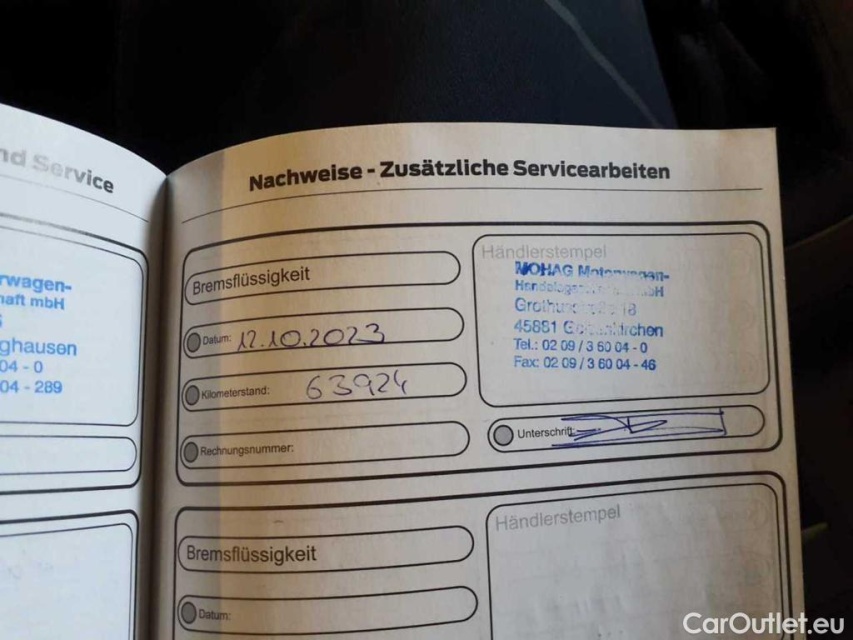 nd Service
rwagen-
haft mbH
ghausen
04 - 0
04 - 289
Nachweise - Zusätzliche Servicearbeiten
Bremsflüssigkeit
Datum: 12.10.2023
Kilometerstand: 63924
Rechnungsnummer:
Händlerstempel
MOHAG
45881
Tel.: 02 09 / 3 60 04 - 0
Fax: 02 09 / 3 60 04 - 46
Unterschrift:
Bremsflüssigkeit
Datum:
Händlerstempel
CarOutlet.eu